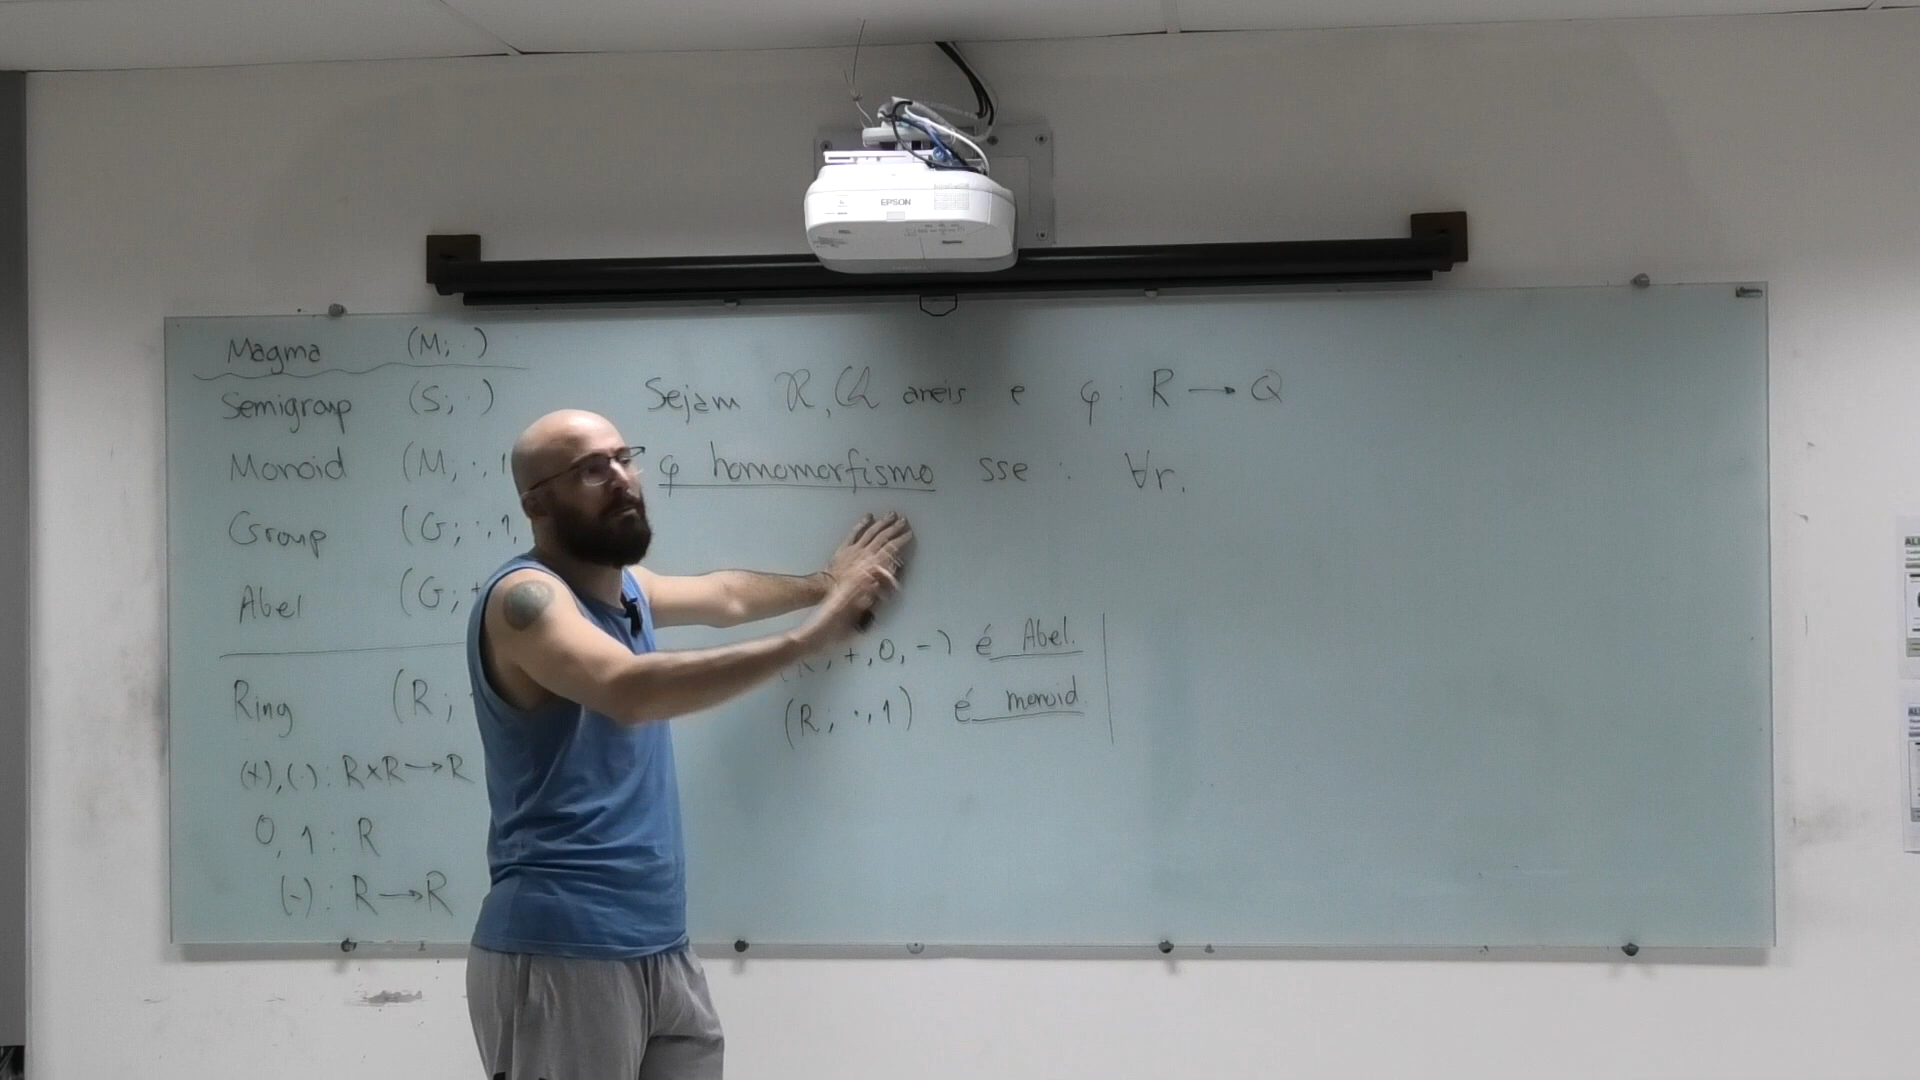 EPSON
Magma (M; ·)
Semigroup (S; ·)
Monoid (M; ·, 1
Group (G; ·, 1,
Abel (G; +
Ring (R;
(+), (·) : R×R → R
0, 1 : R
(-) : R → R
Sejam R, Q aneis e φ : R → Q
φ homomorfismo sse : ∀r.
(R; +, 0, -) é Abel.
(R; ·, 1) é monoid